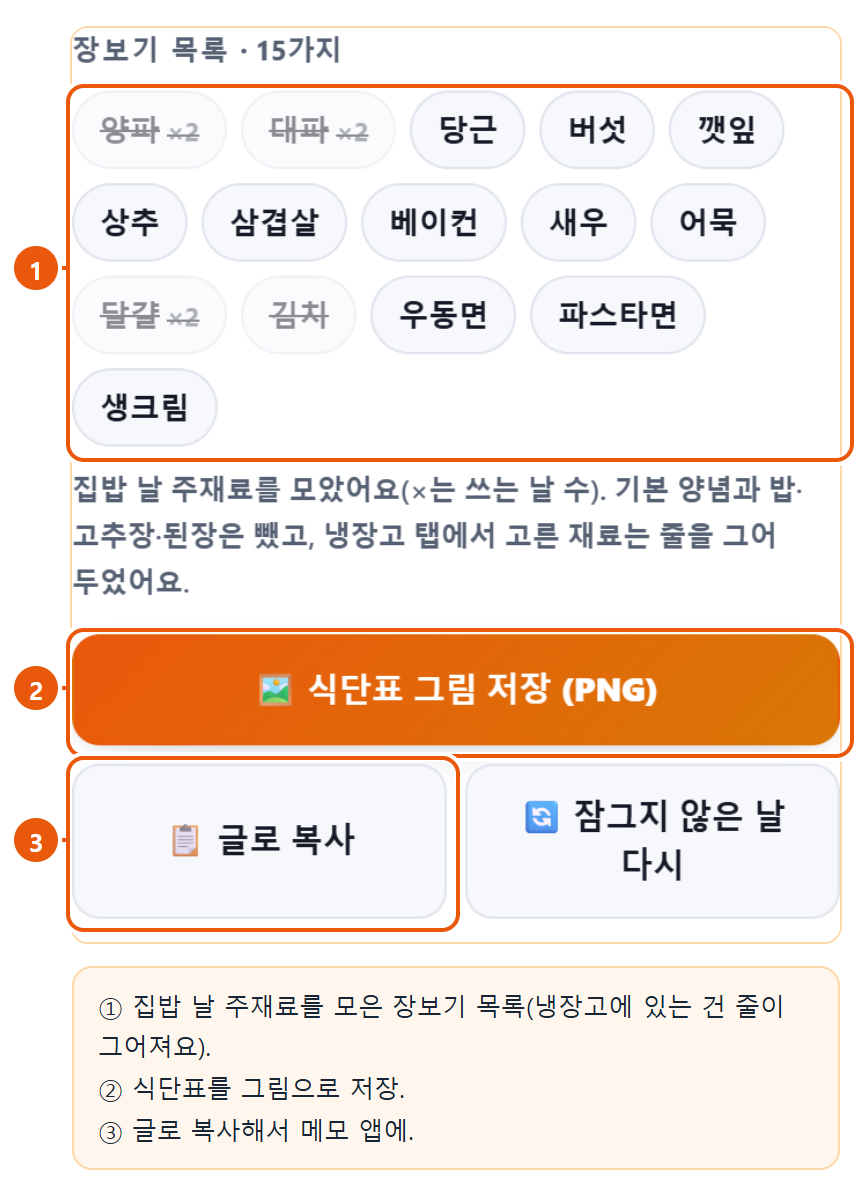 장보기 목록 · 15가지
양파 ×2 대파 ×2 당근 버섯 깻잎
상추 삼겹살 베이컨 새우 어묵
1
달걀 ×2 김치 우동면 파스타면
생크림
집밥 날 주재료를 모았어요(×는 쓰는 날 수). 기본 양념과 밥·
고추장·된장은 뺐고, 냉장고 탭에서 고른 재료는 줄을 그어
두었어요.
2 식단표 그림 저장 (PNG)
3 글로 복사
잠그지 않은 날
다시
① 집밥 날 주재료를 모은 장보기 목록(냉장고에 있는 건 줄이
그어져요).
② 식단표를 그림으로 저장.
③ 글로 복사해서 메모 앱에.